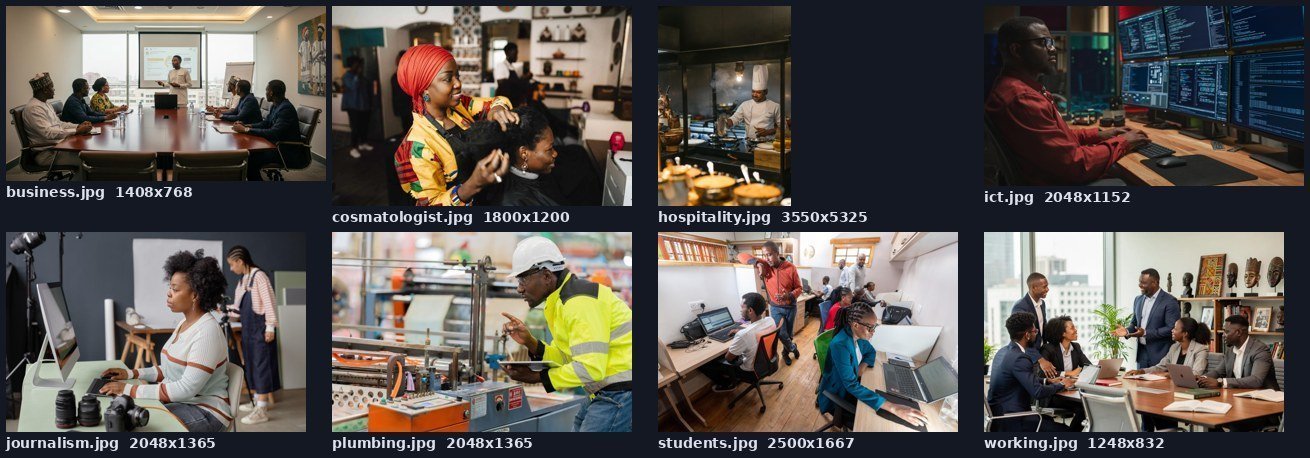 business.jpg 1408x768
cosmatologist.jpg 1800x1200
hospitality.jpg 3550x5325
ict.jpg 2048x1152
journalism.jpg 2048x1365
plumbing.jpg 2048x1365
students.jpg 2500x1667
working.jpg 1248x832